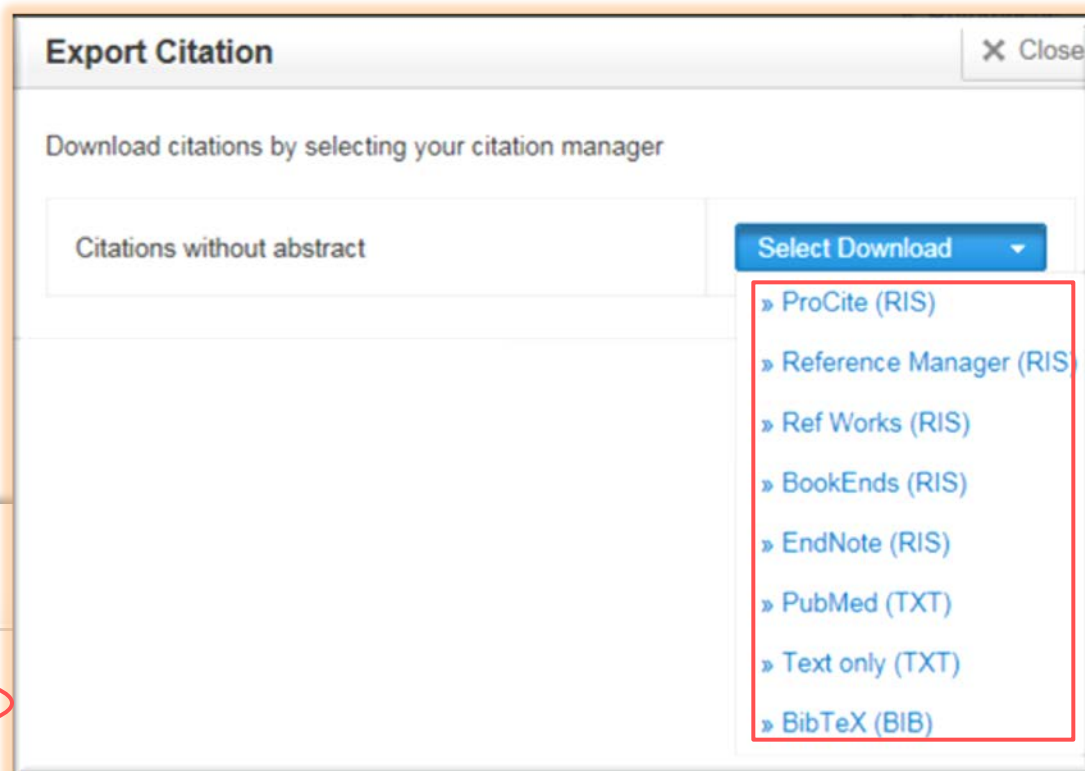 Export Citation
× Close
Download citations by selecting your citation manager
Citations without abstract
Select Download
» ProCite (RIS)
» Reference Manager (RIS)
» Ref Works (RIS)
» BookEnds (RIS)
» EndNote (RIS)
» PubMed (TXT)
» Text only (TXT)
» BibTeX (BIB)